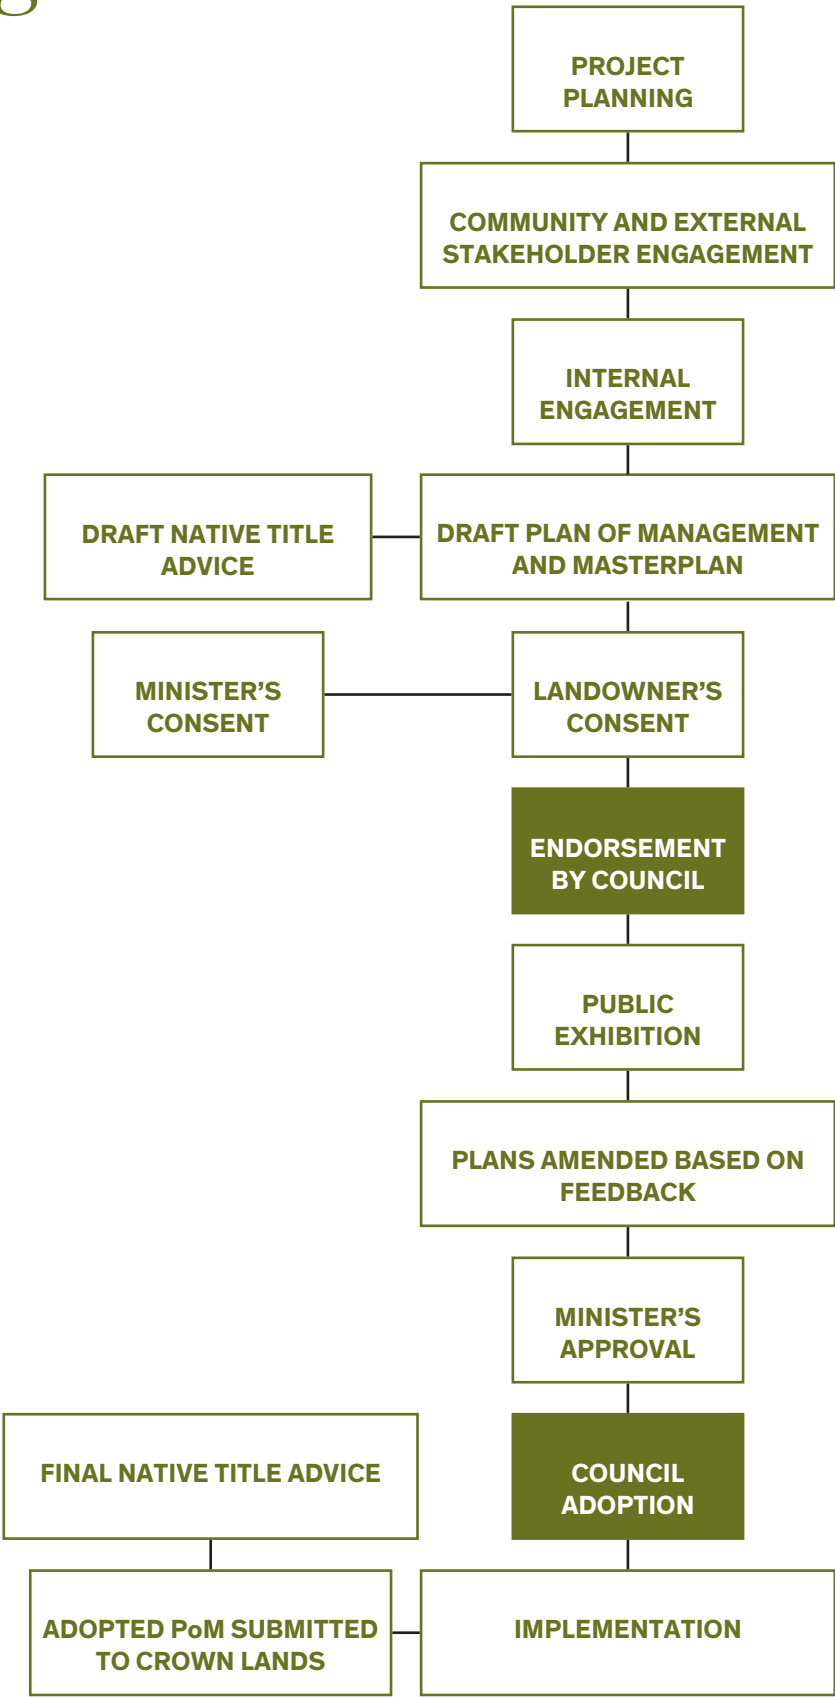 g
PROJECT
PLANNING
COMMUNITY AND EXTERNAL
STAKEHOLDER ENGAGEMENT
INTERNAL
ENGAGEMENT
DRAFT NATIVE TITLE
ADVICE
DRAFT PLAN OF MANAGEMENT
AND MASTERPLAN
MINISTER’S
CONSENT
LANDOWNER’S
CONSENT
ENDORSEMENT
BY COUNCIL
PUBLIC
EXHIBITION
PLANS AMENDED BASED ON
FEEDBACK
MINISTER’S
APPROVAL
FINAL NATIVE TITLE ADVICE
COUNCIL
ADOPTION
ADOPTED PoM SUBMITTED
TO CROWN LANDS
IMPLEMENTATION